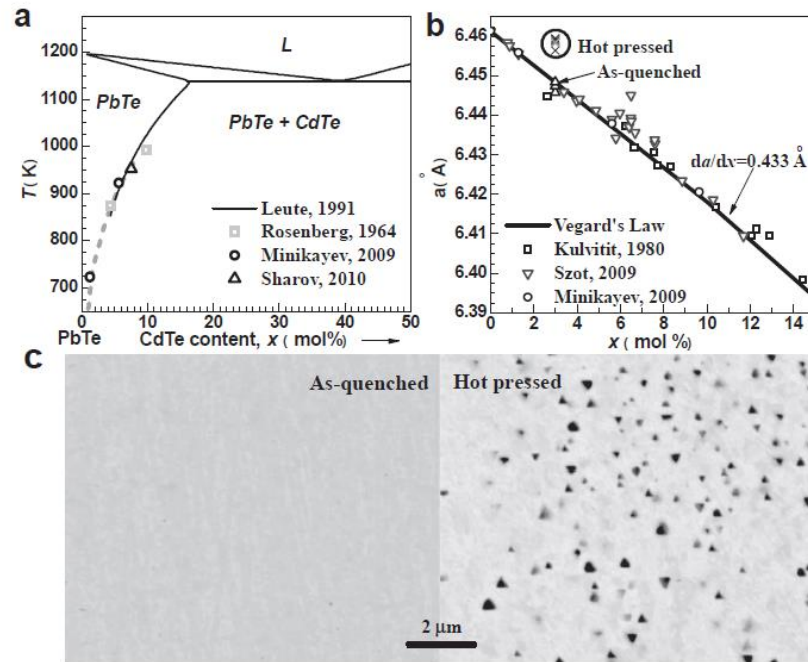 a
1200
1100
1000
900
800
700
T( K)
L
PbTe
PbTe + CdTe
Leute, 1991
Rosenberg, 1964
Minikayev, 2009
Sharov, 2010
0 10 20 30 40 50
PbTe CdTe content, x ( mol%)
b
6.46
6.45
6.44
6.43
6.42
6.41
6.40
6.39
a( Å)
Hot pressed
As-quenched
da/dx=0.433 Å
Vegard's Law
Kulvitit, 1980
Szot, 2009
Minikayev, 2009
0 2 4 6 8 10 12 14
x ( mol %)
c
As-quenched
Hot pressed
2 μm